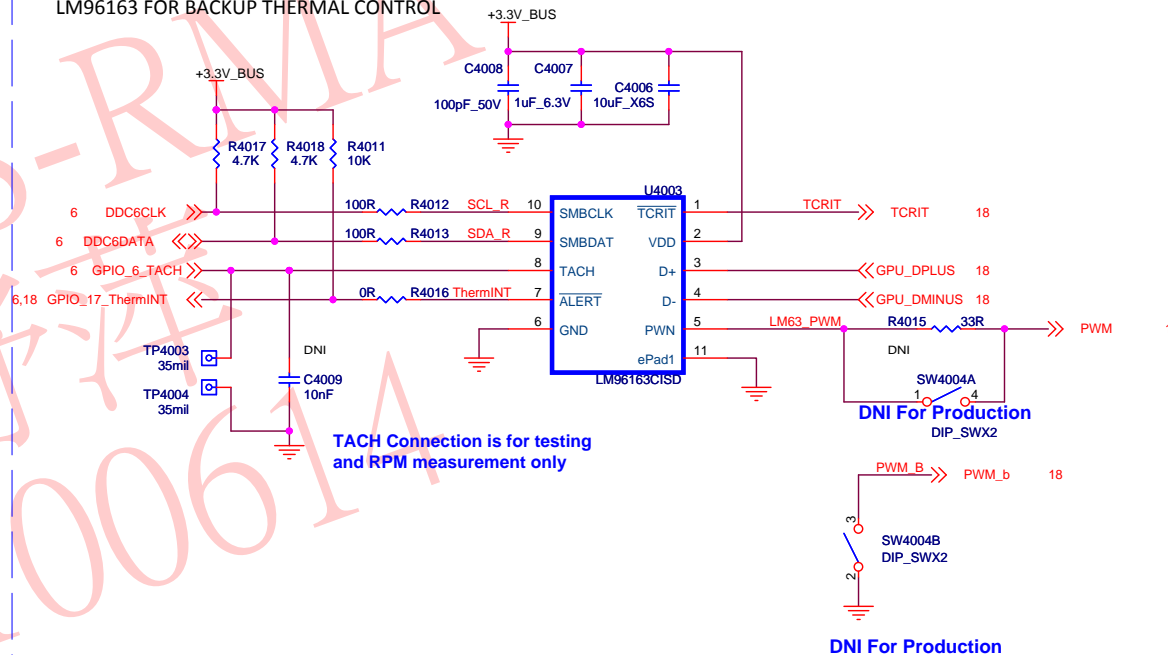 LM96163 FOR BACKUP THERMAL CONTROL
+3.3V_BUS
C4008
C4007
C4006
100pF_50V
1uF_6.3V
10uF_X6S
+3.3V_BUS
R4017
4.7K
R4018
4.7K
R4011
10K
U4003
6 DDC6CLK
100R R4012 SCL_R 10 SMBCLK
TCRIT 1 TCRIT TCRIT 18
6 DDC6DATA
100R R4013 SDA_R 9 SMBDAT
VDD 2
6 GPIO_6_TACH
8 TACH
D+ 3 GPU_DPLUS 18
6,18 GPIO_17_ThermINT
0R R4016 ThermINT 7 ALERT
D- 4 GPU_DMINUS 18
6 GND
PWN 5 LM63_PWM R4015 33R PWM
DNI
ePad1 11
LM96163CISD
TP4003
35mil
TP4004
35mil
DNI
C4009
10nF
SW4004A
1 4
DNI For Production
DIP_SWX2
TACH Connection is for testing
and RPM measurement only
PWM_B PWM_b 18
3
SW4004B
DIP_SWX2
2
DNI For Production
-RMA
00614